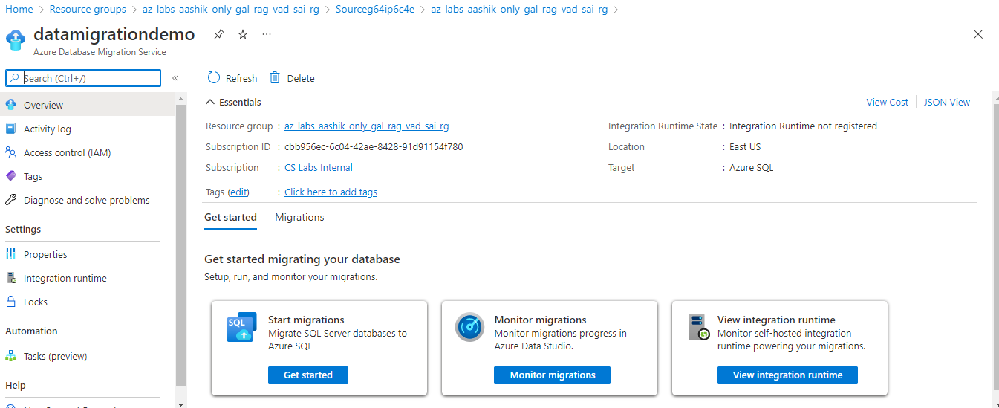 Home > Resource groups > az-labs-aashik-only-gal-rag-vad-sai-rg > Sourceg64ip6c4e > az-labs-aashik-only-gal-rag-vad-sai-rg >
datamigrationdemo
Azure Database Migration Service
Search (Ctrl+/)
Overview
Activity log
Access control (IAM)
Tags
Diagnose and solve problems
Settings
Properties
Integration runtime
Locks
Automation
Tasks (preview)
Help
Refresh Delete
Essentials
View Cost JSON View
Resource group : az-labs-aashik-only-gal-rag-vad-sai-rg
Subscription ID : cbb956ec-6c04-42ae-8428-91d91154f780
Subscription : CS Labs Internal
Tags (edit) : Click here to add tags
Integration Runtime State : Integration Runtime not registered
Location : East US
Target : Azure SQL
Get started Migrations
Get started migrating your database
Setup, run, and monitor your migrations.
SQL
Start migrations
Migrate SQL Server databases to
Azure SQL
Get started
Monitor migrations
Monitor migrations progress in
Azure Data Studio.
Monitor migrations
View integration runtime
Monitor self-hosted integration
runtime powering your migrations.
View integration runtime